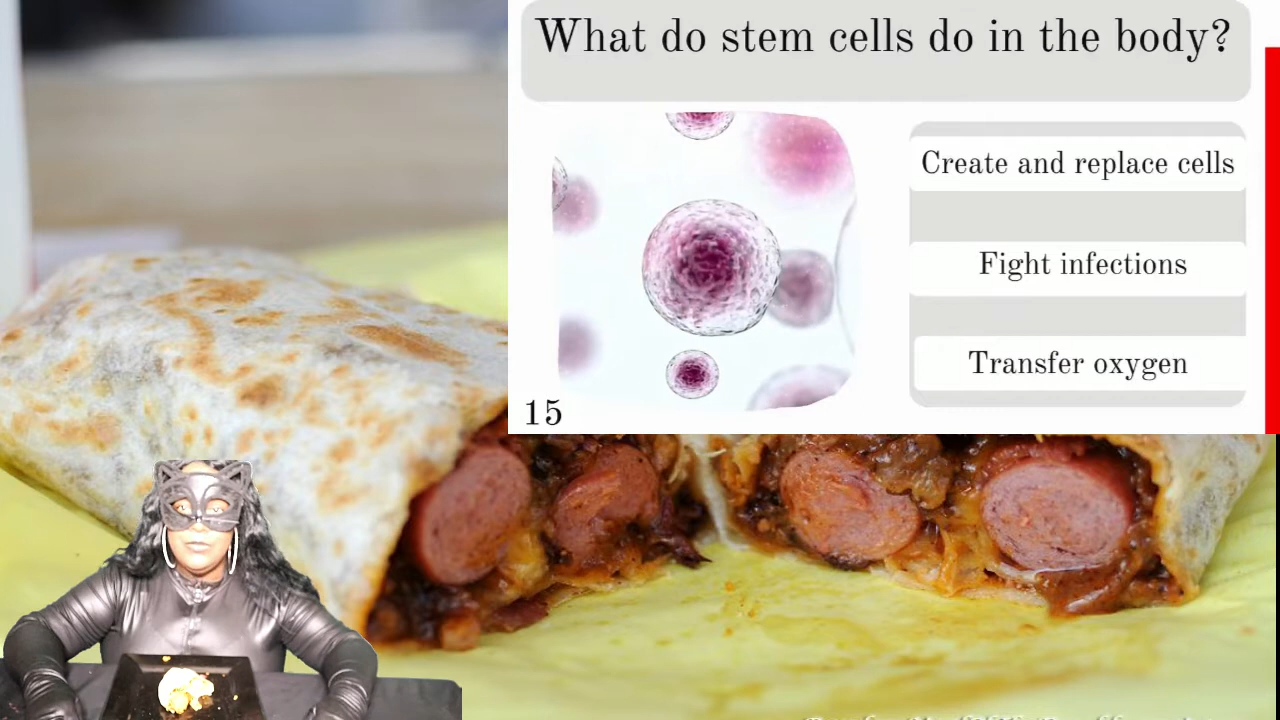 What do stem cells do in the body?
Create and replace cells
Fight infections
Transfer oxygen
15